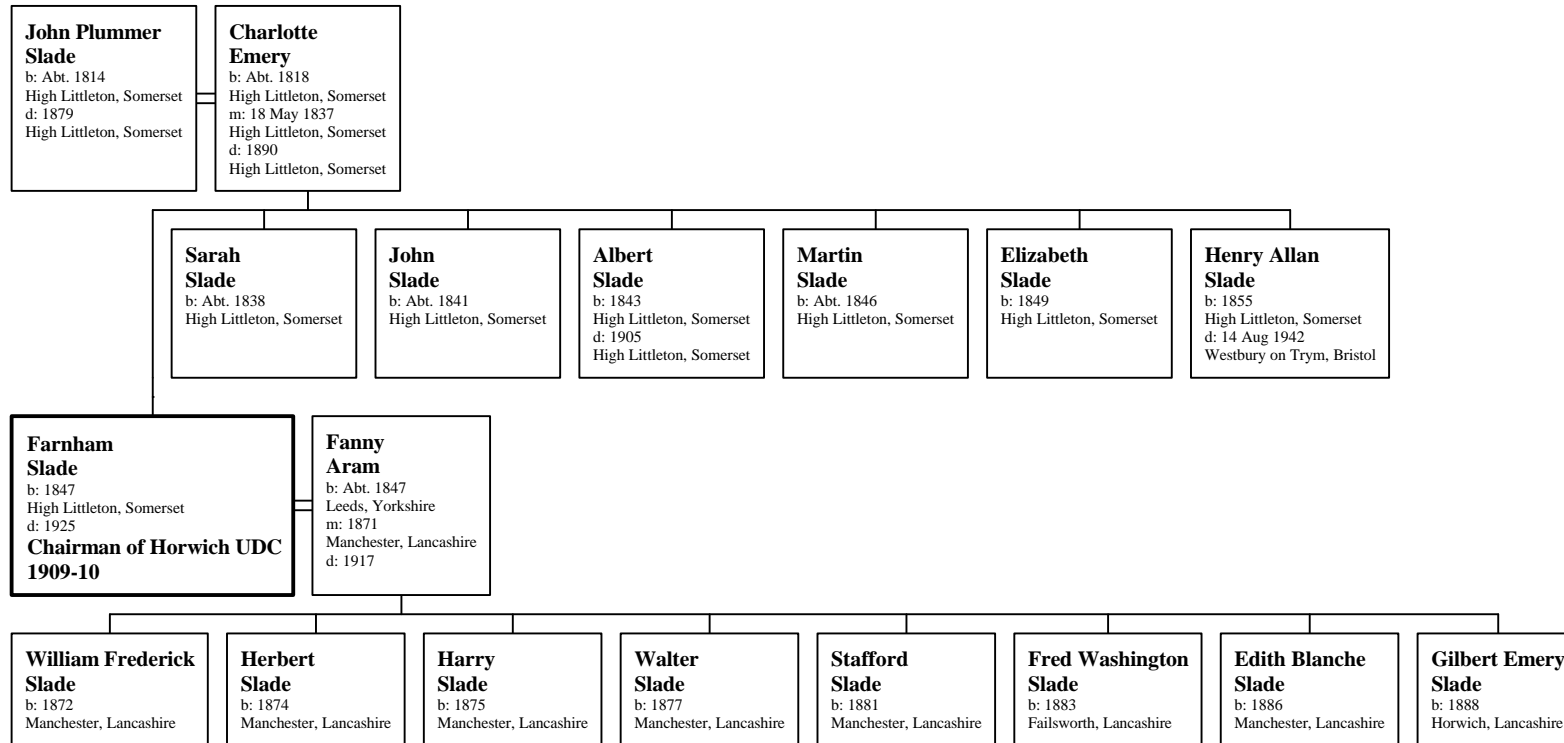 John Plummer
Slade
b: Abt. 1814
High Littleton, Somerset
d: 1879
High Littleton, Somerset
Charlotte
Emery
b: Abt. 1818
High Littleton, Somerset
m: 18 May 1837
High Littleton, Somerset
d: 1890
High Littleton, Somerset
Sarah
Slade
b: Abt. 1838
High Littleton, Somerset
John
Slade
b: Abt. 1841
High Littleton, Somerset
Albert
Slade
b: 1843
High Littleton, Somerset
d: 1905
High Littleton, Somerset
Martin
Slade
b: Abt. 1846
High Littleton, Somerset
Elizabeth
Slade
b: 1849
High Littleton, Somerset
Henry Allan
Slade
b: 1855
High Littleton, Somerset
d: 14 Aug 1942
Westbury on Trym, Bristol
Farnham
Slade
b: 1847
High Littleton, Somerset
d: 1925
Chairman of Horwich UDC
1909-10
Fanny
Aram
b: Abt. 1847
Leeds, Yorkshire
m: 1871
Manchester, Lancashire
d: 1917
William Frederick
Slade
b: 1872
Manchester, Lancashire
Herbert
Slade
b: 1874
Manchester, Lancashire
Harry
Slade
b: 1875
Manchester, Lancashire
Walter
Slade
b: 1877
Manchester, Lancashire
Stafford
Slade
b: 1881
Manchester, Lancashire
Fred Washington
Slade
b: 1883
Failsworth, Lancashire
Edith Blanche
Slade
b: 1886
Manchester, Lancashire
Gilbert Emery
Slade
b: 1888
Horwich, Lancashire